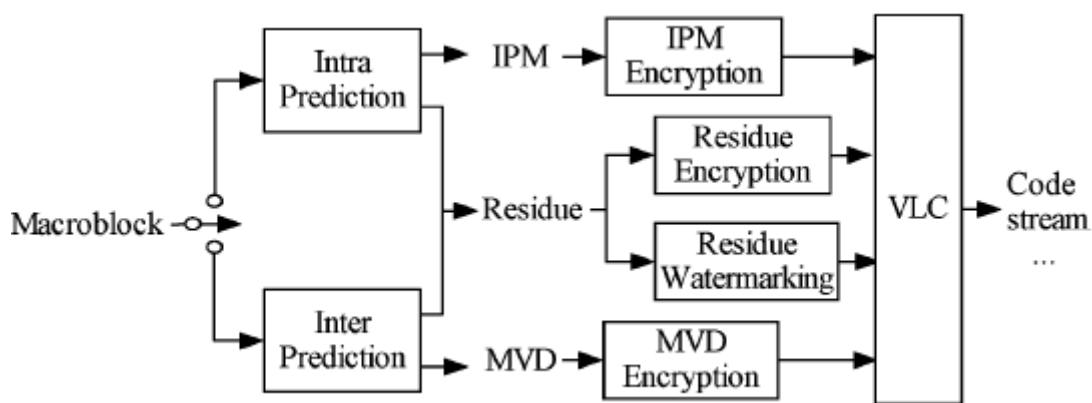 Intra
Prediction
IPM
IPM
Encryption
Residue
Encryption
Macroblock
Residue
VLC
Code
stream
...
Residue
Watermarking
Inter
Prediction
MVD
MVD
Encryption